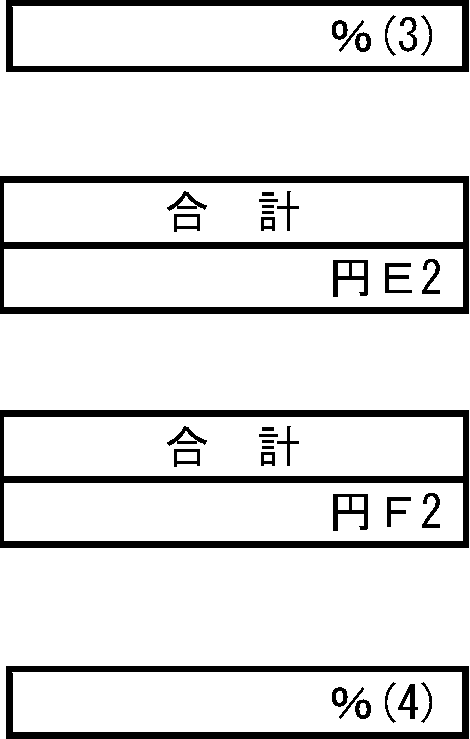 %(3)
合　計
円Ｅ2
合　計
円Ｆ2
%(4)